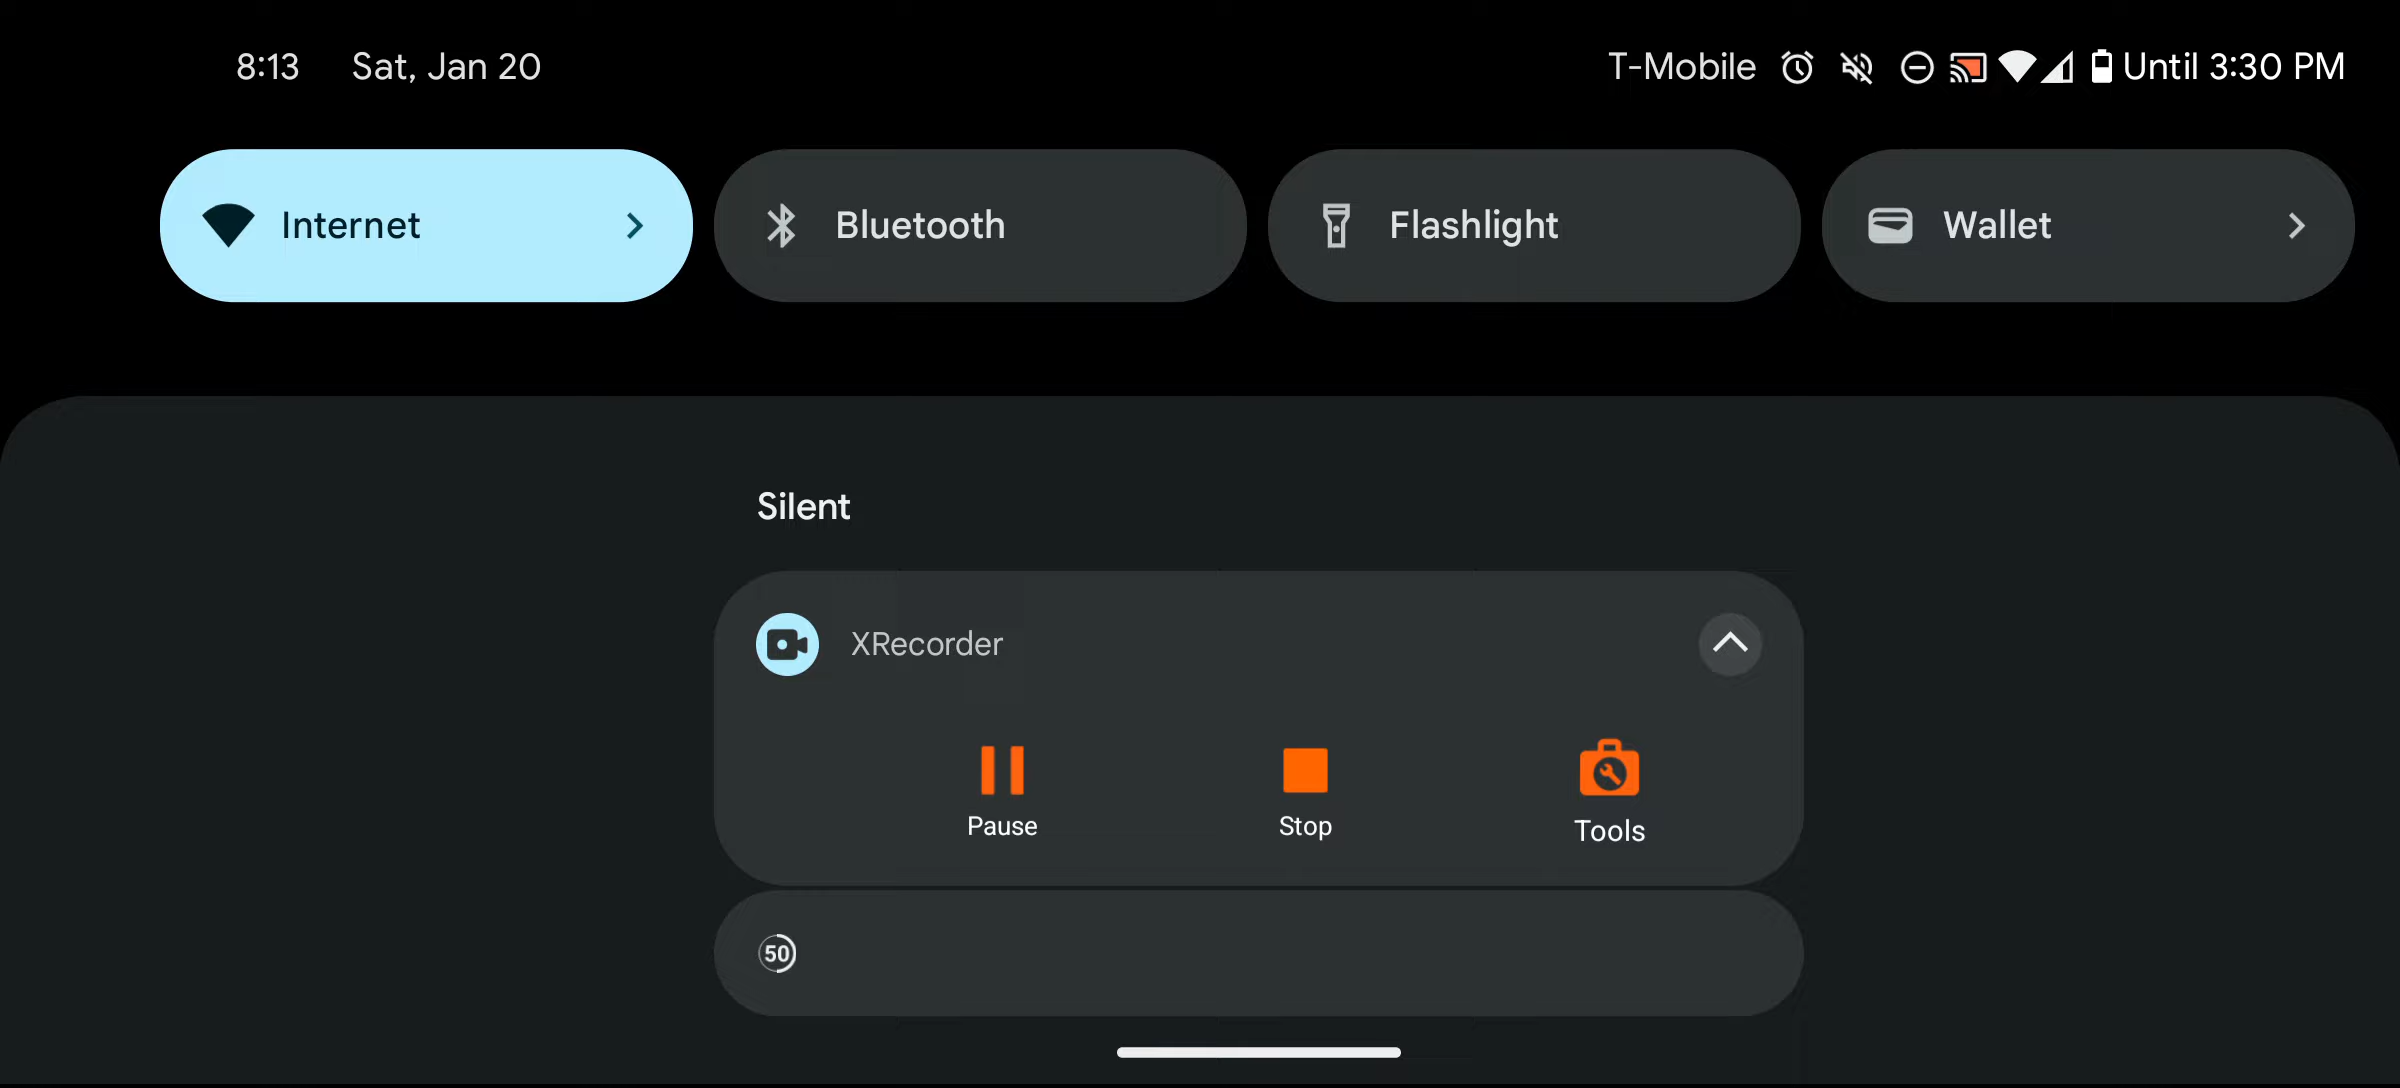 8:13 Sat, Jan 20 T-Mobile Until 3:30 PM
Internet Bluetooth Flashlight Wallet
Silent
XRecorder
Pause Stop Tools
50